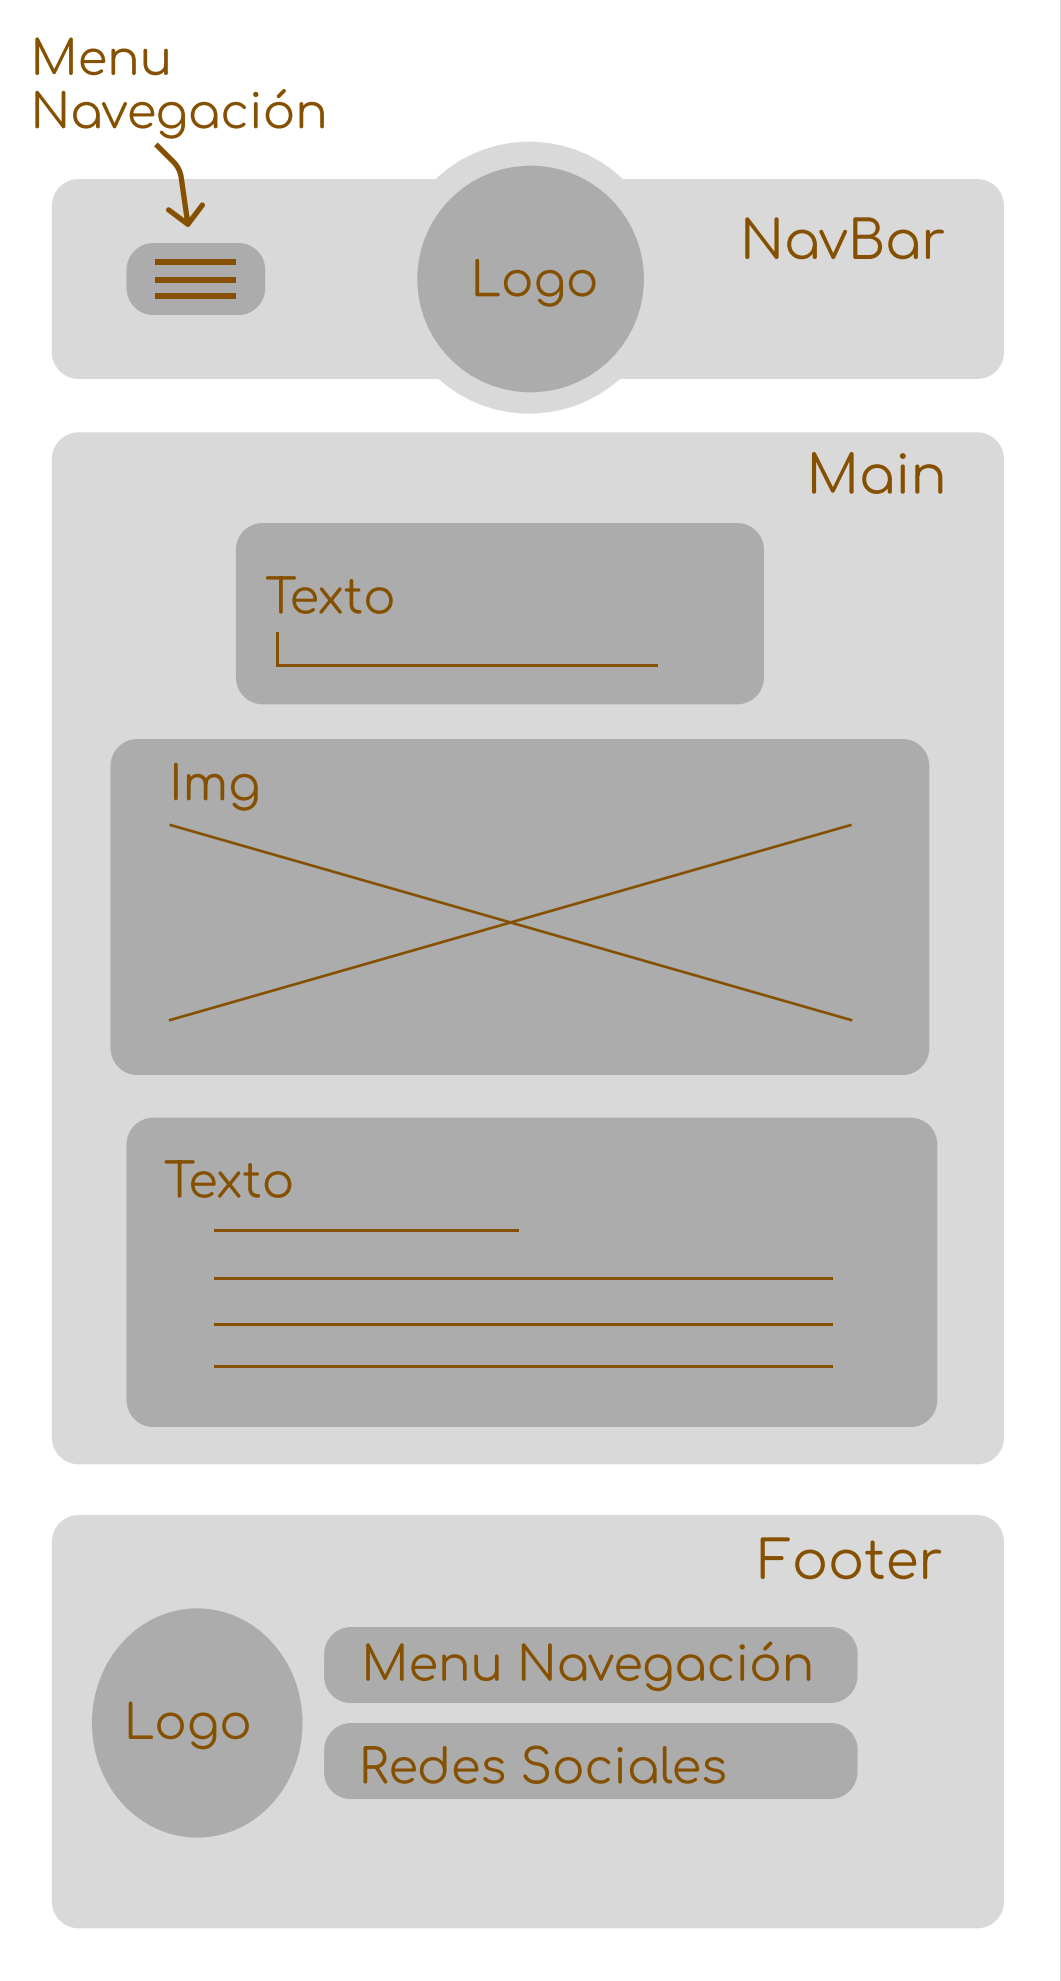 Menu
Navegación
Logo
NavBar
Main
Texto
Img
Texto
Footer
Logo
Menu Navegación
Redes Sociales